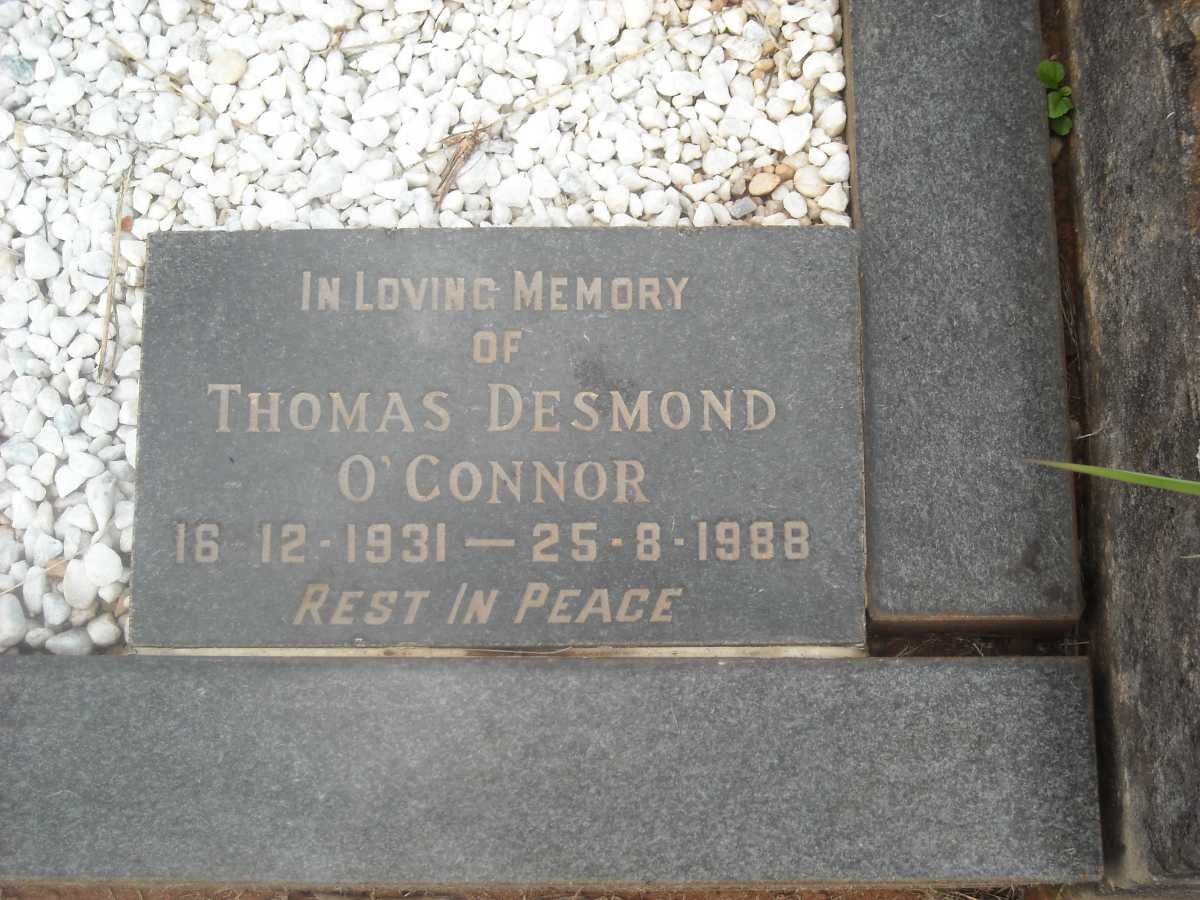 IN LOVING MEMORY
OF
THOMAS DESMOND
O'CONNOR
16 12-1931 — 25-8-1988
REST IN PEACE